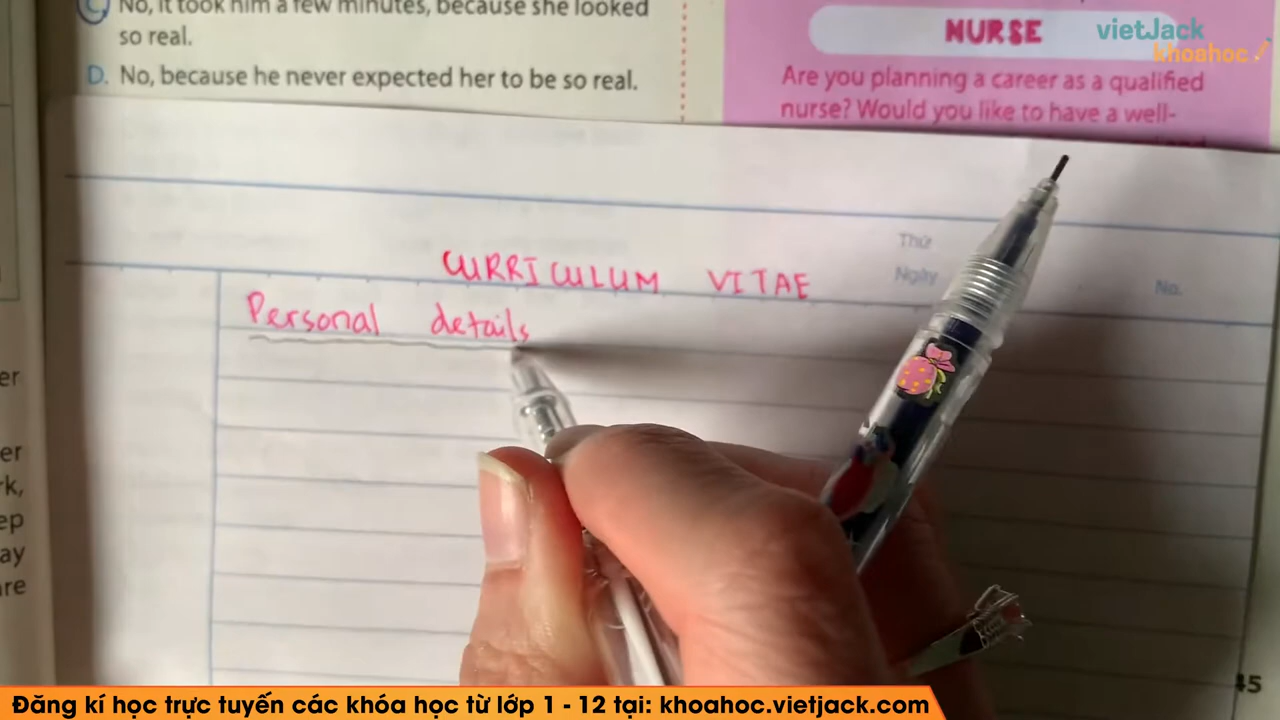 C. No, it took him a few minutes, because she looked
so real.
D. No, because he never expected her to be so real.
NURSE
vietJack
khoahoc
Are you planning a career as a qualified
nurse? Would you like to have a well-
Thứ
Ngày
No.
CURRICULUM VITAE
Personal details
er
er
rk,
ep
ay
are
45
Đăng kí học trực tuyến các khóa học từ lớp 1 - 12 tại: khoahoc.vietjack.com